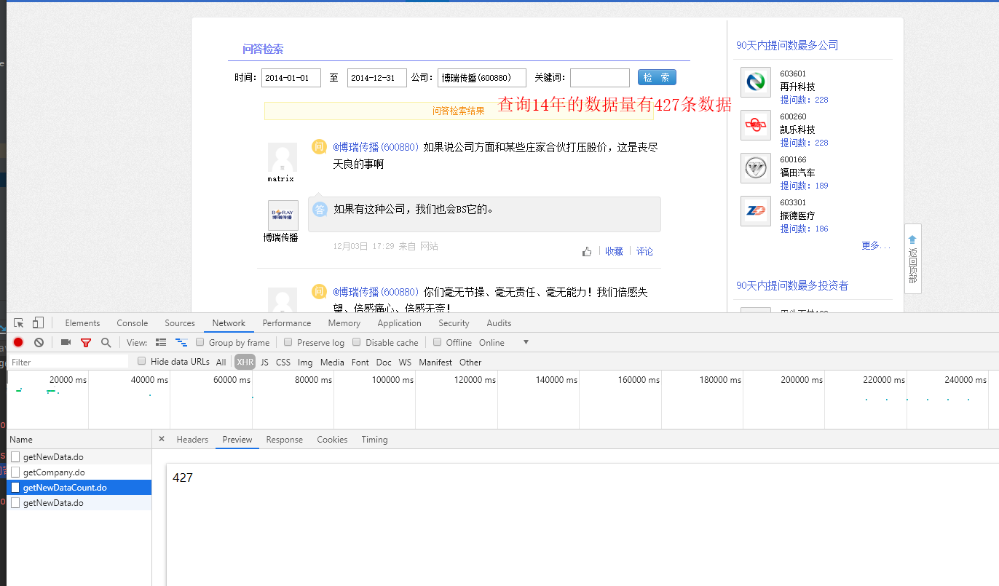 问答检索
时间： 2014-01-01 至 2014-12-31 公司： 博瑞传播(600880) 关键词： 检 索
查询14年的数据量有427条数据
问答检索结果
问 @博瑞传播(600880) 如果说公司方面和某些庄家合伙打压股价，这是丧尽
天良的事啊
matrix
BORAY
博瑞传播
答 如果有这种公司，我们也会BS它的。
博瑞传播
12月03日 17:29 来自 网站
收藏 评论
问 @博瑞传播(600880) 你们毫无节操、毫无责任、毫无能力！我们倍感失
望、倍感痛心、倍感无奈！
90天内提问数最多公司
603601
再升科技
提问数：228
600260
凯乐科技
提问数：228
600166
福田汽车
提问数：189
603301
振德医疗
提问数：186
更多...
90天内提问数最多投资者
返回顶部
Elements Console Sources Network Performance Memory Application Security Audits
View: Group by frame Preserve log Disable cache Offline Online
Filter Hide data URLs All XHR JS CSS Img Media Font Doc WS Manifest Other
20000 ms 40000 ms 60000 ms 80000 ms 100000 ms 120000 ms 140000 ms 160000 ms 180000 ms 200000 ms 220000 ms 240000 ms
Name × Headers Preview Response Cookies Timing
getNewData.do
getCompany.do
getNewDataCount.do
getNewData.do
427